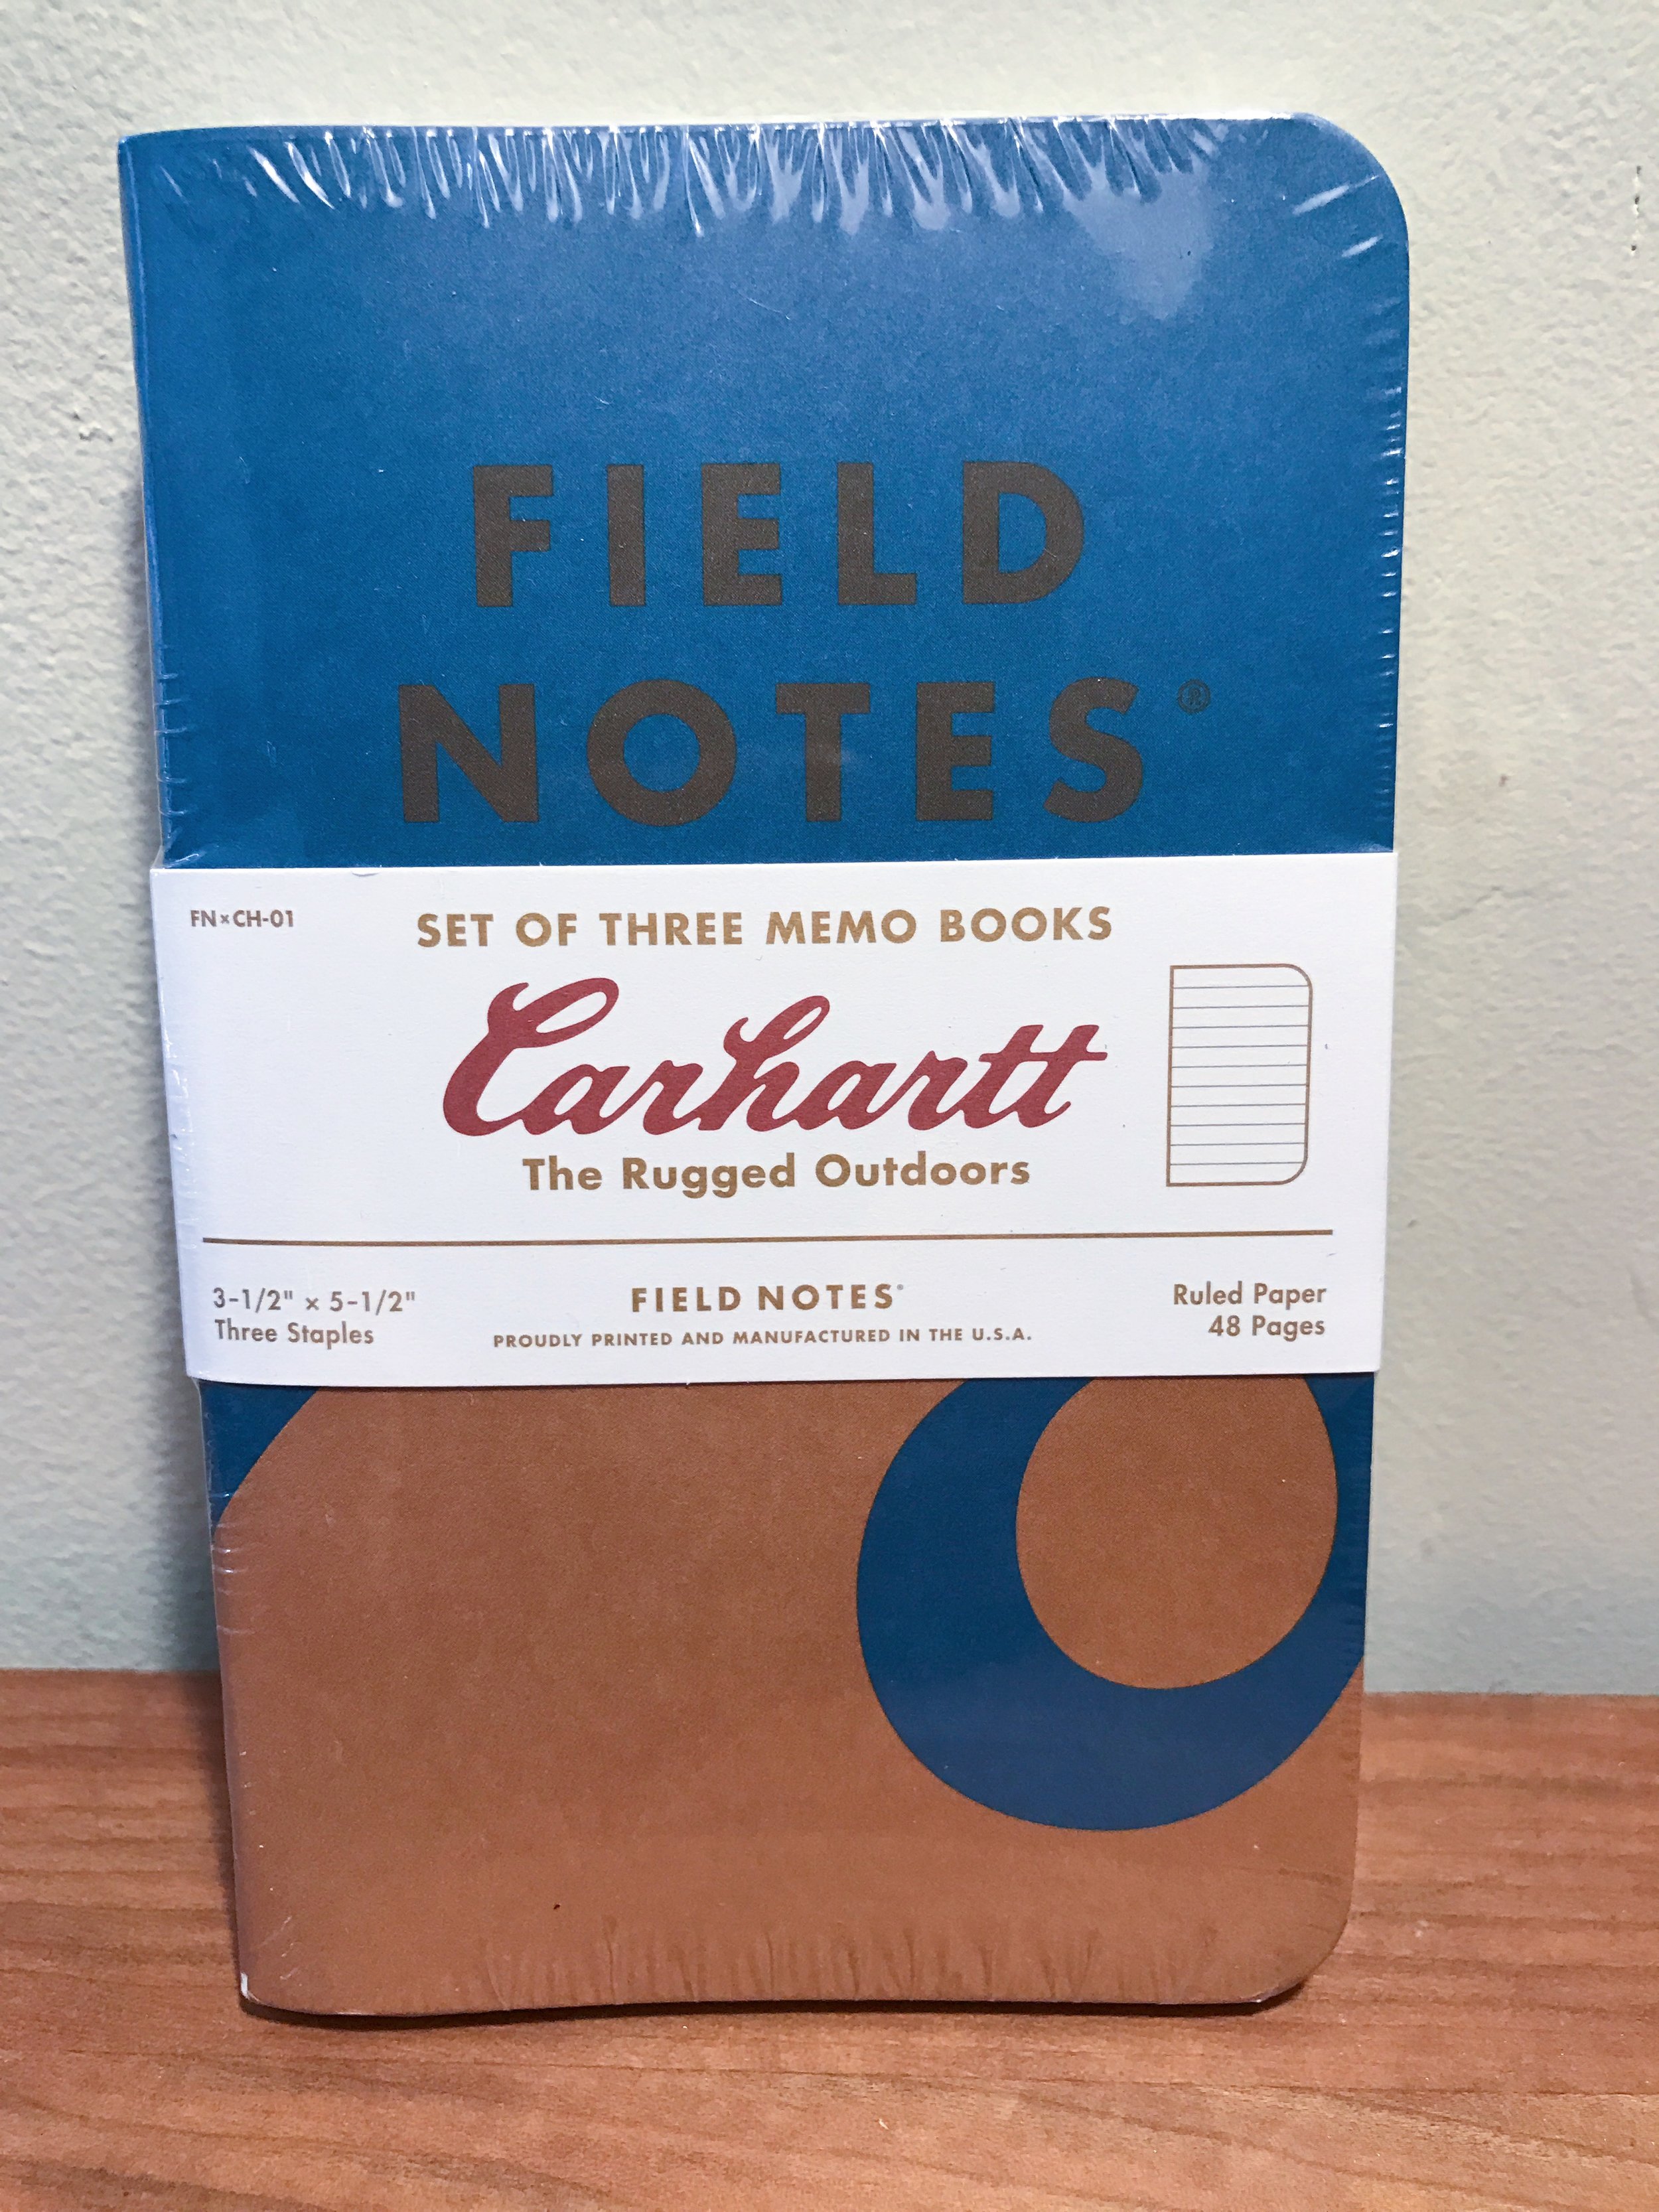 FIELD
NOTES®
FN×CH-01
SET OF THREE MEMO BOOKS
Carhartt
The Rugged Outdoors
3-1/2" × 5-1/2"
Three Staples
FIELD NOTES®
PROUDLY PRINTED AND MANUFACTURED IN THE U.S.A.
Ruled Paper
48 Pages